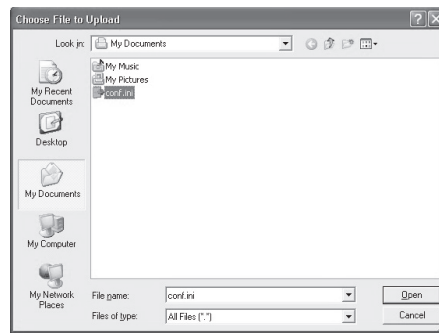 Choose File to Upload
Look in:
My Documents
My Music
My Pictures
conf.ini
My Recent
Documents
Desktop
My Documents
My Computer
My Network
Places
File name:
conf.ini
Open
Files of type:
All Files (*.*)
Cancel